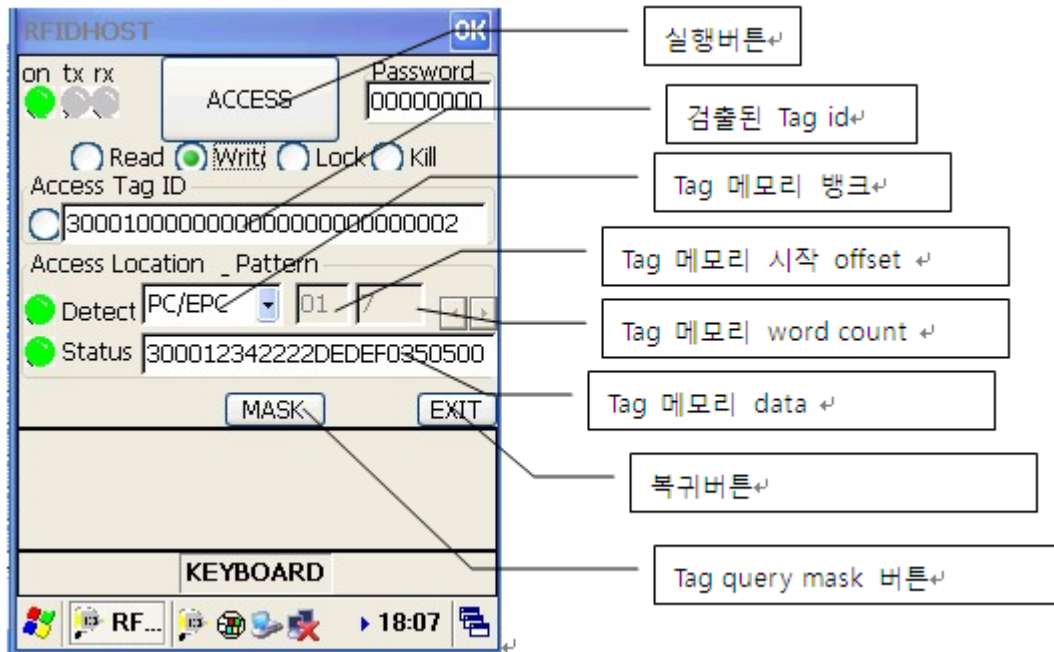 RFIDHOST OK
실행버튼
on tx rx
ACCESS
Password
00000000
검출된 Tag id
Read Write Lock Kill
Tag 메모리 뱅크
Access Tag ID
Access Location _ Pattern
Tag 메모리 시작 offset
Detect PC/EPC 01 7
Tag 메모리 word count
Status 300012342222DEDEF0350500
Tag 메모리 data
MASK EXIT
복귀버튼
KEYBOARD
Tag query mask 버튼
RF... 18:07